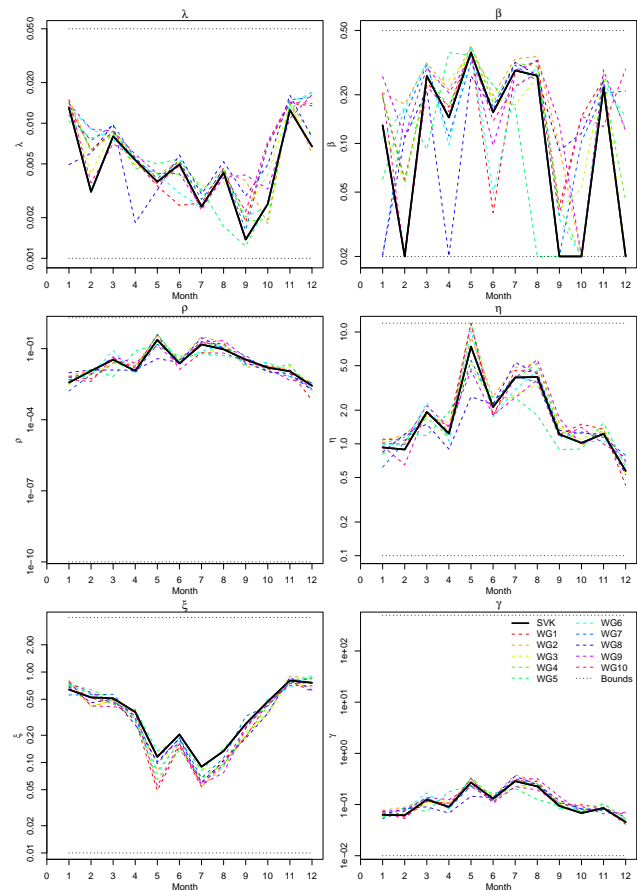 λ
β
λ
0.001 0.002 0.005 0.010 0.020 0.050
0 1 2 3 4 5 6 7 8 9 10 11 12
Month
β
0.02 0.05 0.10 0.20 0.50
0 1 2 3 4 5 6 7 8 9 10 11 12
Month
ρ
η
ρ
1e−10 1e−07 1e−04 1e−01
0 1 2 3 4 5 6 7 8 9 10 11 12
Month
η
0.1 0.2 0.5 1.0 2.0 5.0 10.0
0 1 2 3 4 5 6 7 8 9 10 11 12
Month
ξ
γ
ξ
0.01 0.02 0.05 0.10 0.20 0.50 1.00 2.00
0 1 2 3 4 5 6 7 8 9 10 11 12
Month
γ
1e−02 1e−01 1e+00 1e+01 1e+02
0 1 2 3 4 5 6 7 8 9 10 11 12
Month
SVK
WG1
WG2
WG3
WG4
WG5
WG6
WG7
WG8
WG9
WG10
Bounds